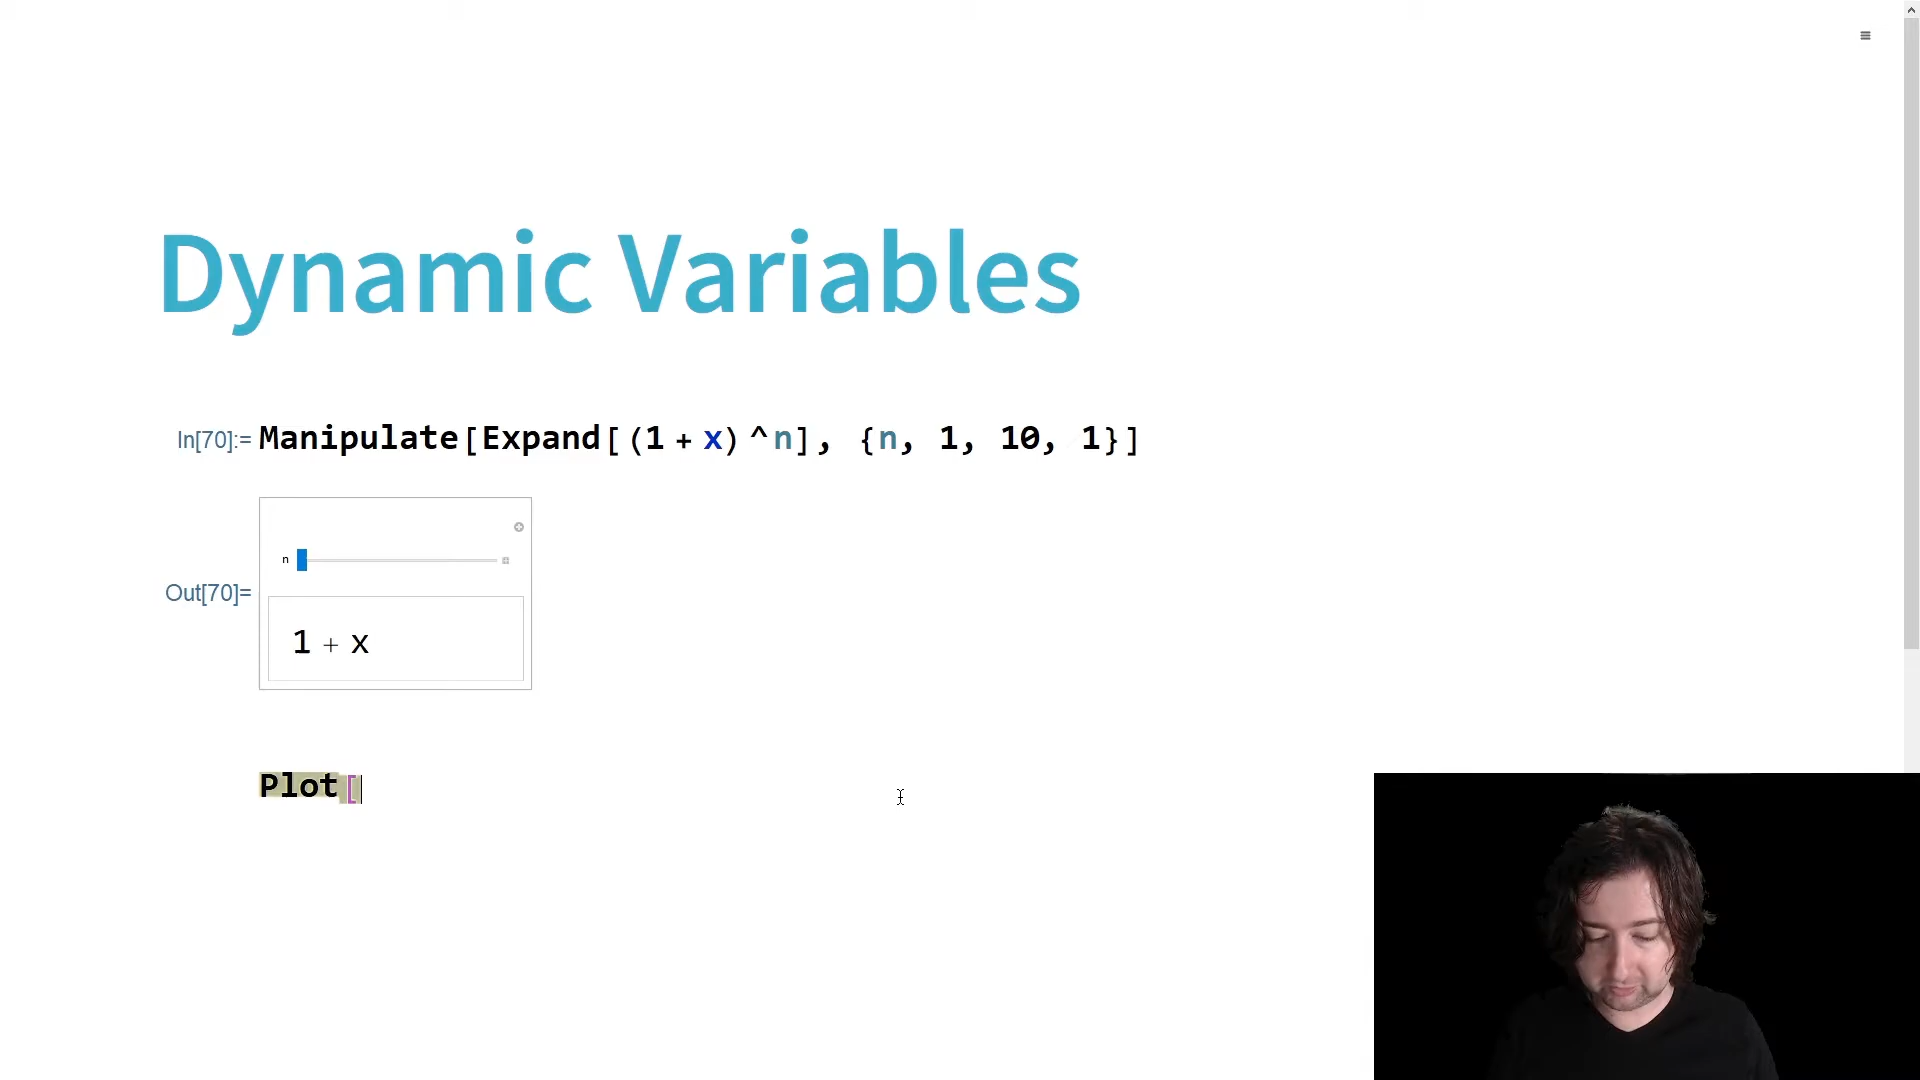 Dynamic Variables
In[70]:= Manipulate[Expand[(1 + x)^n], {n, 1, 10, 1}]
n
Out[70]=
1 + x
Plot[